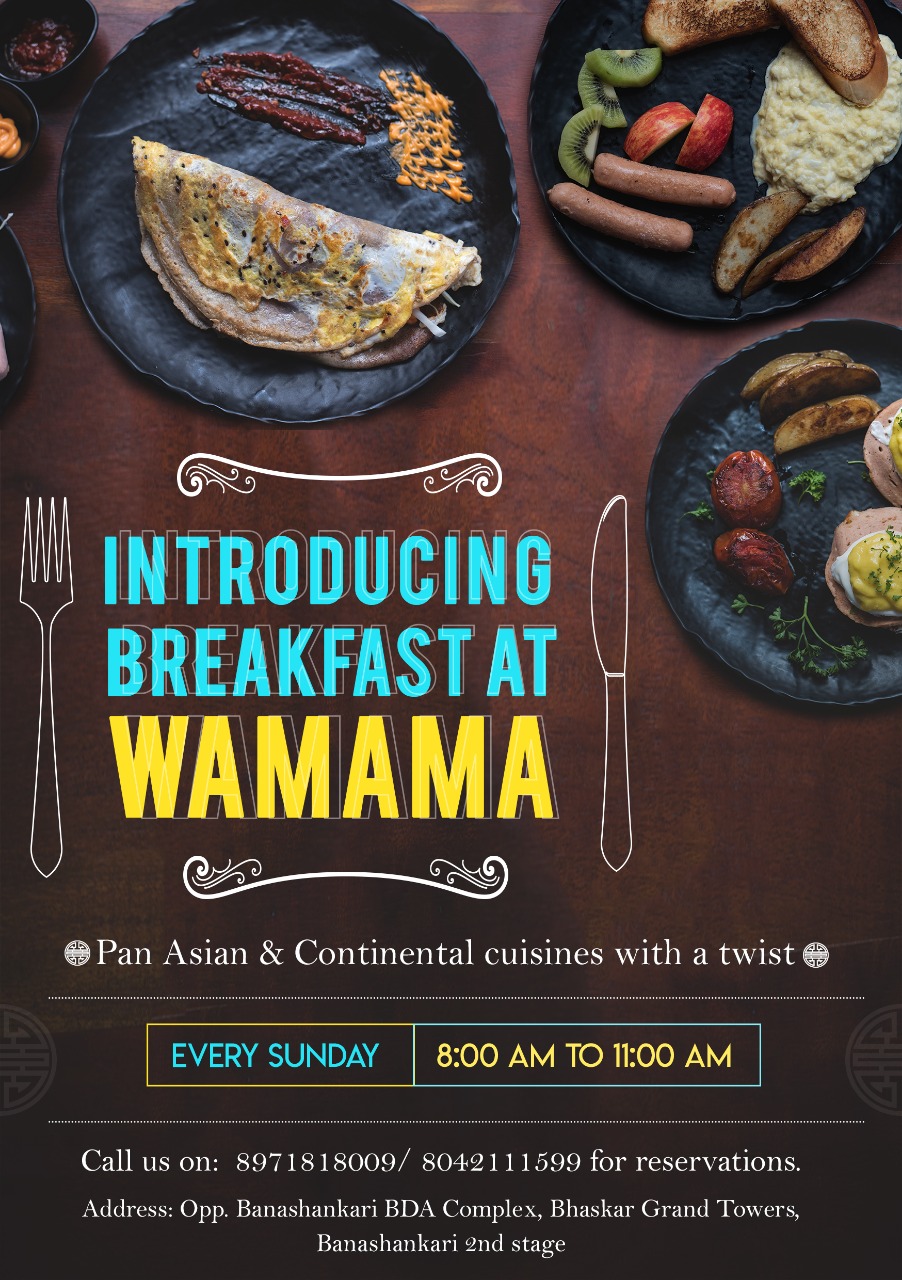 INTRODUCING
BREAKFAST AT
WAMAMA
Pan Asian & Continental cuisines with a twist
EVERY SUNDAY 8:00 AM TO 11:00 AM
Call us on: 8971818009/ 8042111599 for reservations.
Address: Opp. Banashankari BDA Complex, Bhaskar Grand Towers,
Banashankari 2nd stage